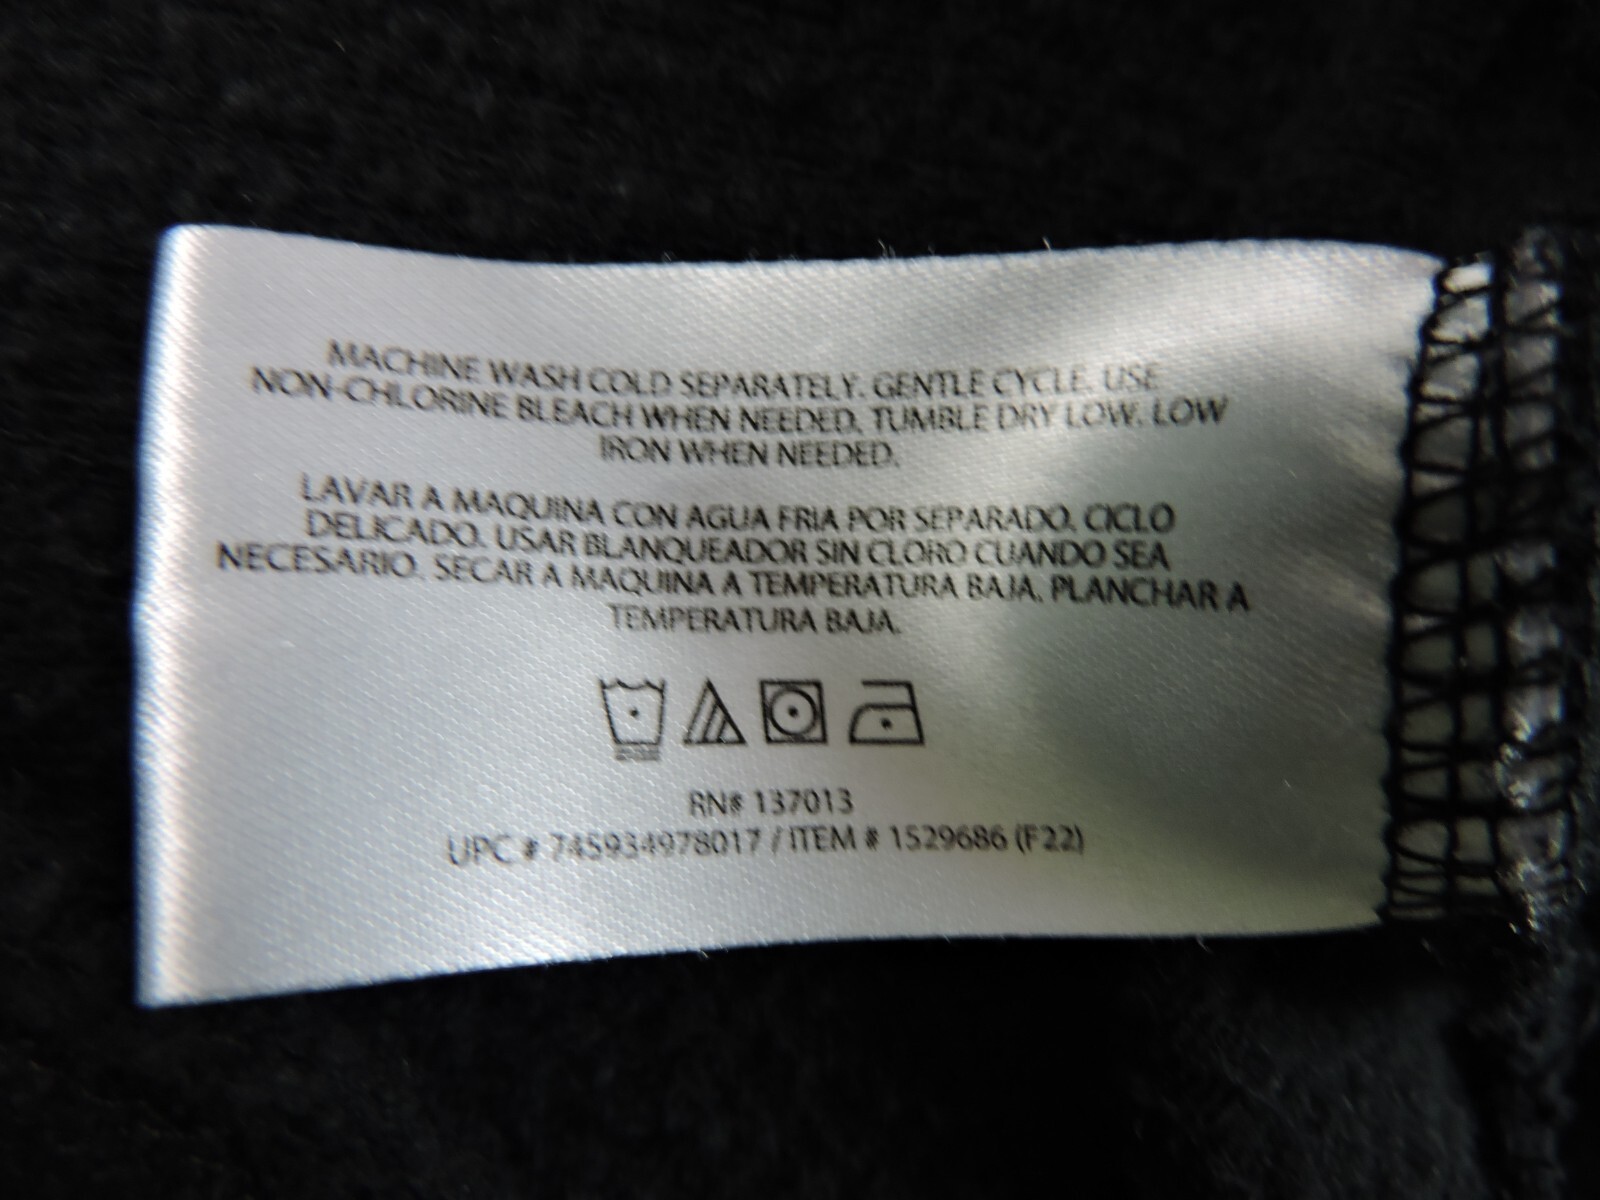 MACHINE WASH COLD SEPARATELY. GENTLE CYCLE. USE
NON-CHLORINE BLEACH WHEN NEEDED. TUMBLE DRY LOW. LOW
IRON WHEN NEEDED.
LAVAR A MAQUINA CON AGUA FRIA POR SEPARADO. CICLO
DELICADO. USAR BLANQUEADOR SIN CLORO CUANDO SEA
NECESARIO. SECAR A MAQUINA A TEMPERATURA BAJA. PLANCHAR A
TEMPERATURA BAJA.
RN# 137013
UPC # 745934978017 / ITEM # 1529686 (F22)